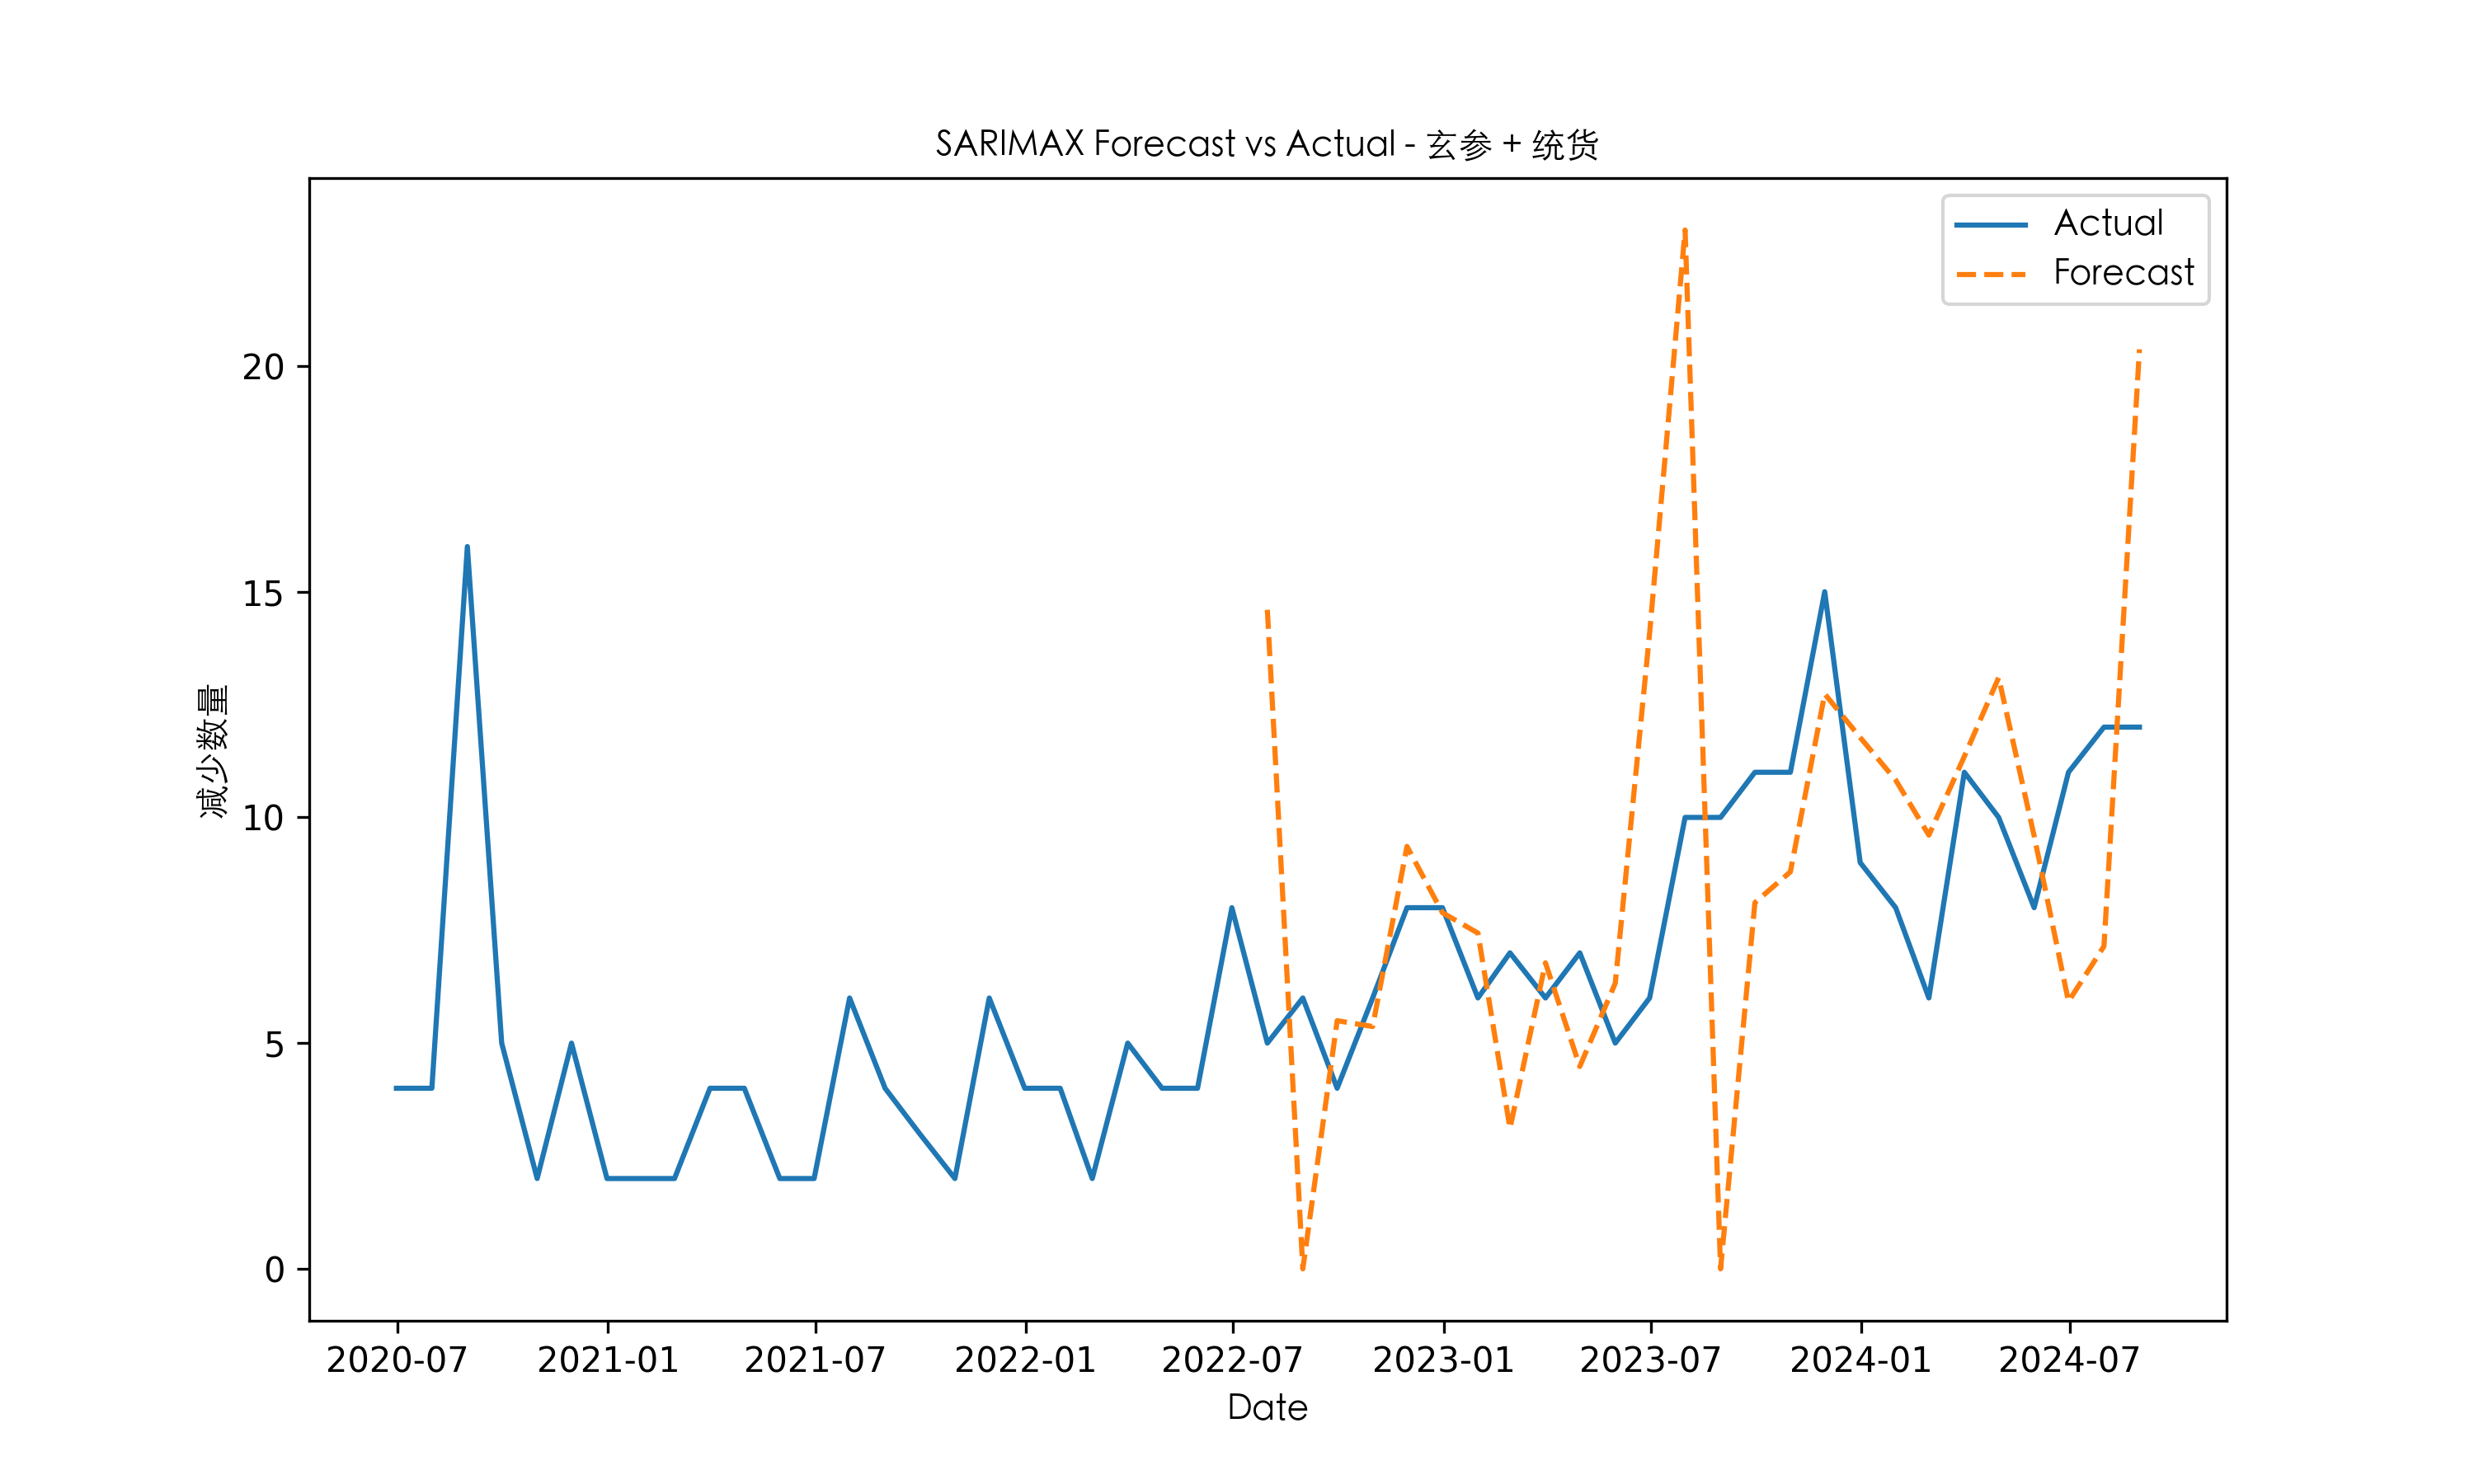 SARIMAX Forecast vs Actual - 玄参 + 统货
Actual
Forecast
减少数量
20
15
10
5
0
2020-07 2021-01 2021-07 2022-01 2022-07 2023-01 2023-07 2024-01 2024-07
Date